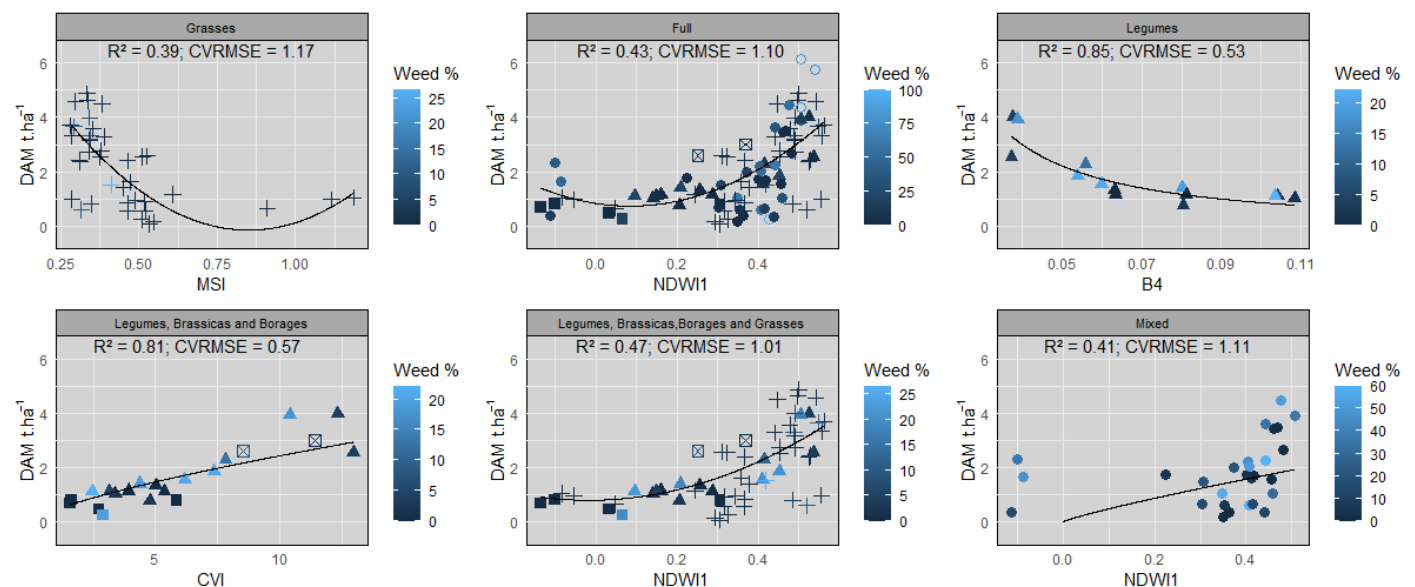 Grasses
R² = 0.39; CVRMSE = 1.17
DAM t.ha⁻¹
6
4
2
0
0.25
0.50
0.75
1.00
MSI
Weed %
25
20
15
10
5
0
Full
R² = 0.43; CVRMSE = 1.10
DAM t.ha⁻¹
6
4
2
0
0.0
0.2
0.4
NDWI1
Weed %
100
75
50
25
0
Legumes
R² = 0.85; CVRMSE = 0.53
DAM t.ha⁻¹
6
4
2
0
0.05
0.07
0.09
0.11
B4
Weed %
20
15
10
5
0
Legumes, Brassicas and Borages
R² = 0.81; CVRMSE = 0.57
DAM t.ha⁻¹
6
4
2
0
5
10
CVI
Weed %
20
15
10
5
0
Legumes, Brassicas,Borages and Grasses
R² = 0.47; CVRMSE = 1.01
DAM t.ha⁻¹
6
4
2
0
0.0
0.2
0.4
NDWI1
Weed %
25
20
15
10
5
0
Mixed
R² = 0.41; CVRMSE = 1.11
DAM t.ha⁻¹
6
4
2
0
0.0
0.2
0.4
NDWI1
Weed %
60
50
40
30
20
10
0